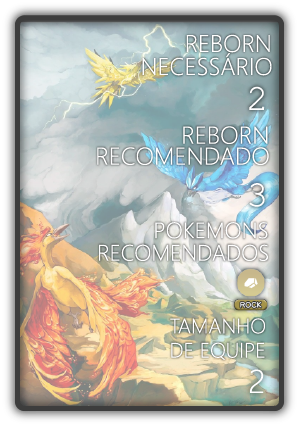 REBORN
NECESSÁRIO
2
REBORN
RECOMENDADO
3
POKEMONS
RECOMENDADOS
ROCK
TAMANHO
DE EQUIPE
2